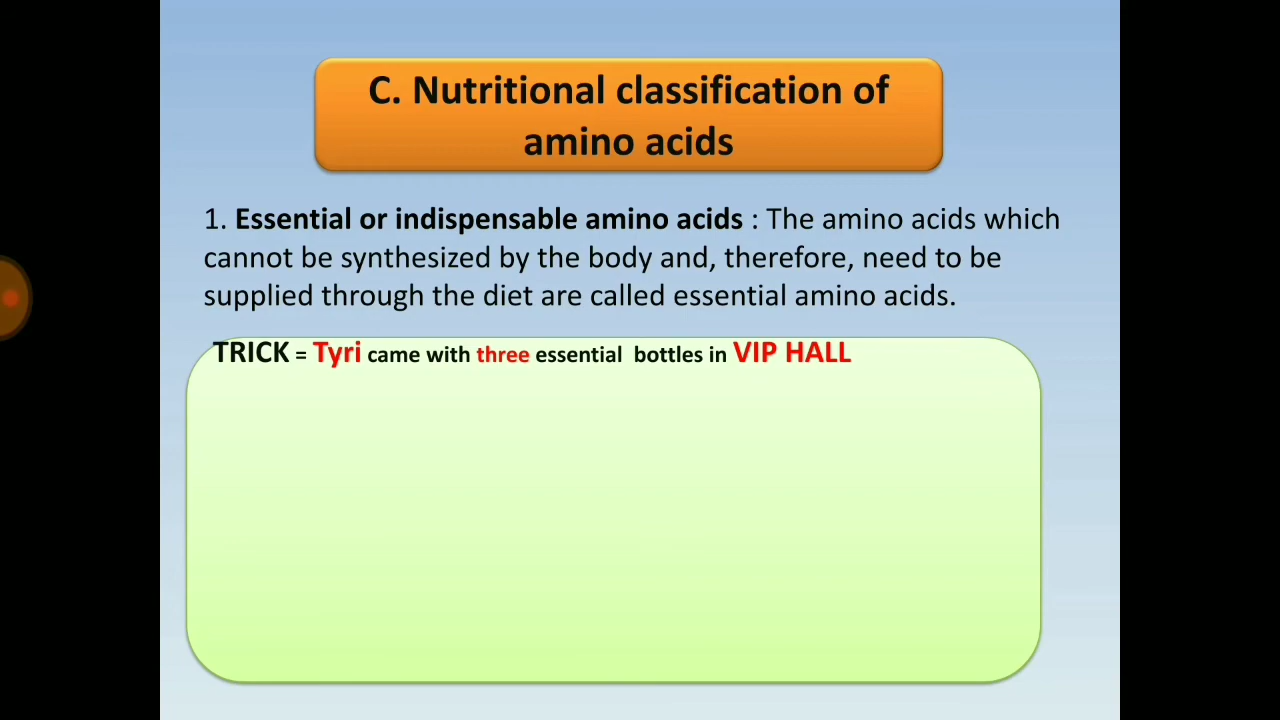 C. Nutritional classification of
amino acids
1. Essential or indispensable amino acids : The amino acids which
cannot be synthesized by the body and, therefore, need to be
supplied through the diet are called essential amino acids.
TRICK = Tyri came with three essential bottles in VIP HALL